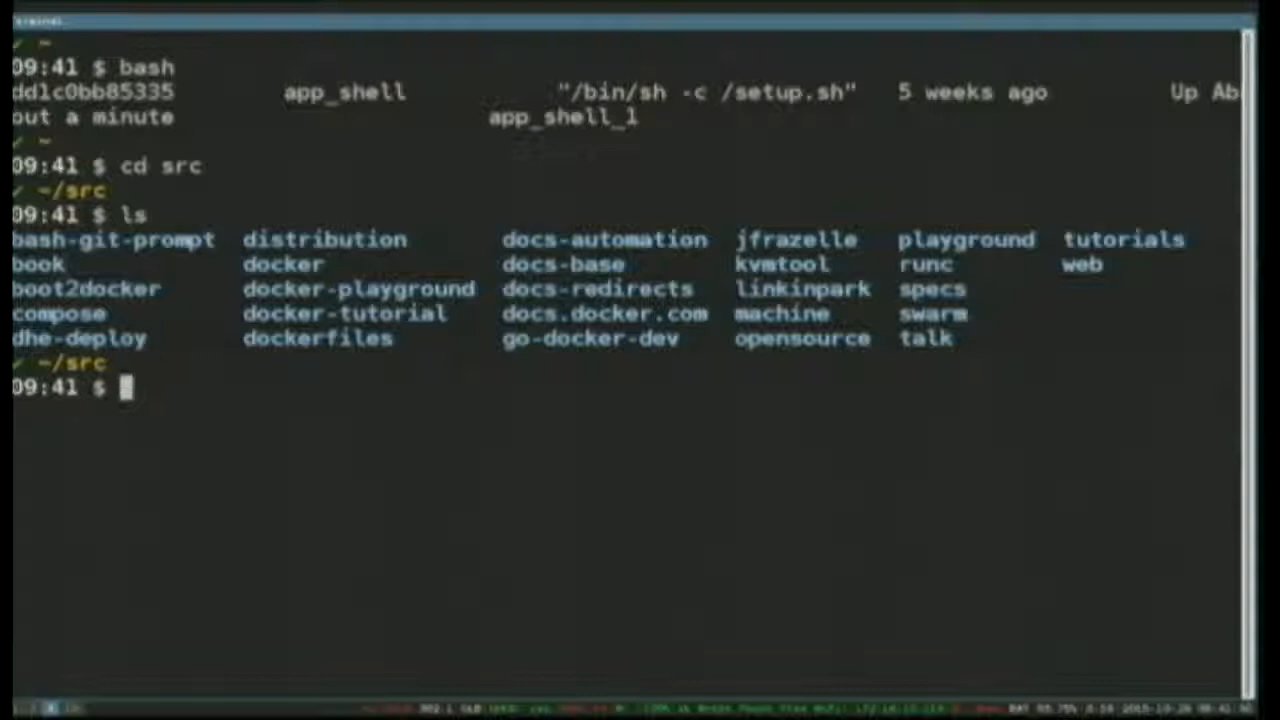 ~
09:41 $ bash
dd1c0bb85335 app_shell "/bin/sh -c /setup.sh" 5 weeks ago Up Ab
out a minute app_shell_1
~
09:41 $ cd src
✓ ~/src
09:41 $ ls
bash-git-prompt distribution docs-automation jfrazelle playground tutorials
book docker docs-base kvmtool runc web
boot2docker docker-playground docs-redirects linkinpark specs
compose docker-tutorial docs.docker.com machine swarm
dhe-deploy dockerfiles go-docker-dev opensource talk
✓ ~/src
09:41 $